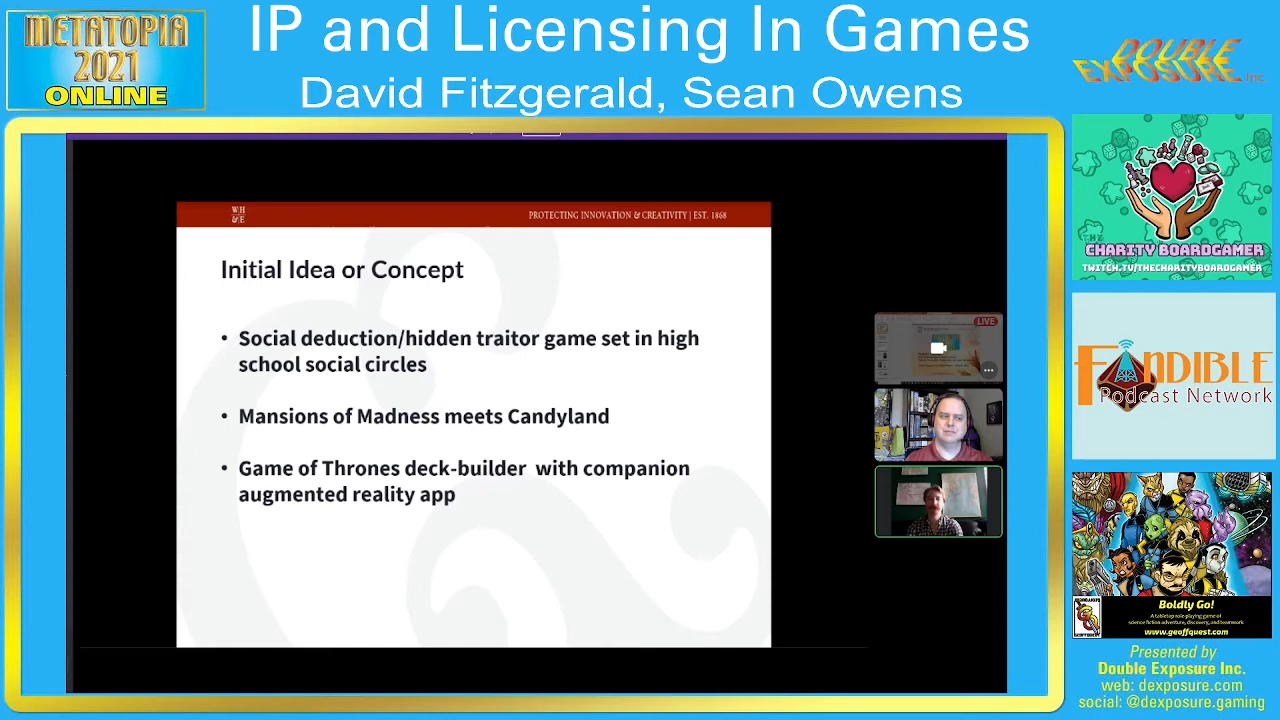 METATOPIA
2021
ONLINE
IP and Licensing In Games
David Fitzgerald, Sean Owens
DOUBLE
EXPOSURE Inc.
WH
&E
PROTECTING INNOVATION & CREATIVITY | EST. 1868
Initial Idea or Concept
• Social deduction/hidden traitor game set in high
school social circles
• Mansions of Madness meets Candyland
• Game of Thrones deck-builder with companion
augmented reality app
LIVE
THE
CHARITY BOARDGAMER
TWITCH.TV/THECHARITYBOARDGAMER
FANDIBLE
Podcast Network
Boldly Go!
A tabletop role-playing game of
science fiction adventure, discovery, and teamwork
www.geoffquest.com
Presented by
Double Exposure Inc.
web: dexposure.com
social: @dexposure.gaming